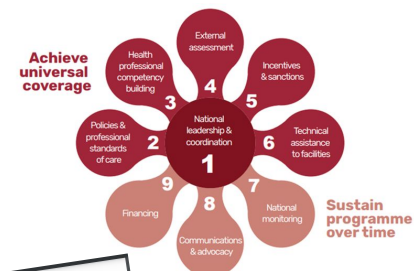 Achieve
universal
coverage
National
leadership &
coordination
1
2
Policies &
professional
standards
of care
3
Health
professional
competency
building
4
External
assessment
5
Incentives
& sanctions
6
Technical
assistance
to facilities
7
National
monitoring
8
Communications
& advocacy
9
Financing
Sustain
programme
over time